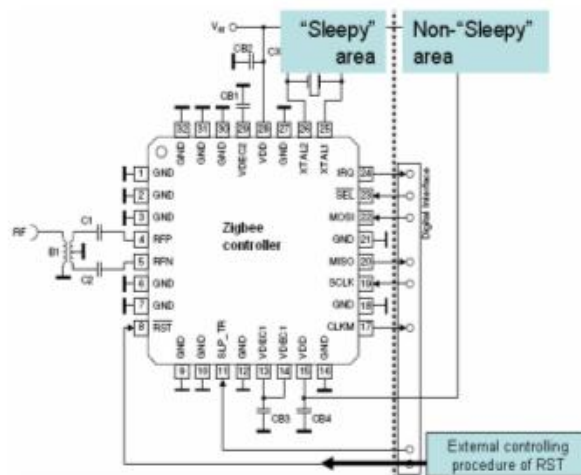 "Sleepy"
area
Non-"Sleepy"
area
CB2
CB1
32
31
30
29
28
27
26
25
GND
GND
GND
VDEC2
VDD
GND
XTAL2
XTAL1
1 GND
2 GND
3 GND
4 RFP
5 RFN
6 GND
7 GND
8 RST
RF
B1
C1
C2
Zigbee
controller
IRQ 24
SEL 23
MOSI 22
GND 21
MISO 20
SCLK 19
GND 18
CLKM 17
Digital Interface
GND
GND
SLP_TR
GND
VDEC1
VDEC1
VDD
GND
9
10
11
12
13
14
15
16
CB3
CB4
External controlling
procedure of RST